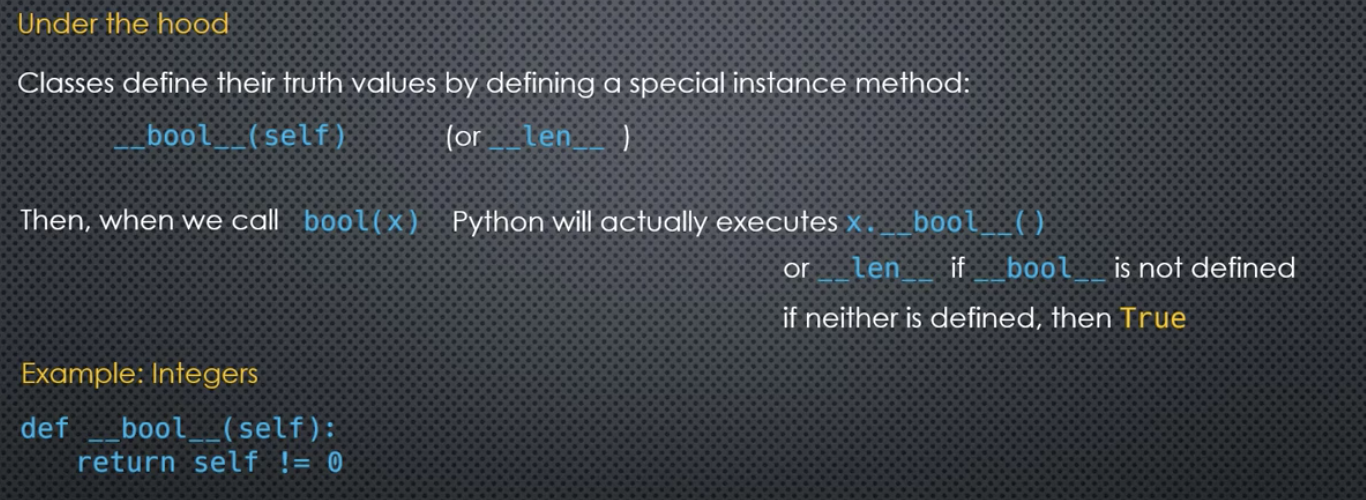 Under the hood
Classes define their truth values by defining a special instance method:
__bool__(self) (or __len__ )
Then, when we call bool(x) Python will actually executes x.__bool__()
or __len__ if __bool__ is not defined
if neither is defined, then True
Example: Integers
def __bool__(self):
return self != 0